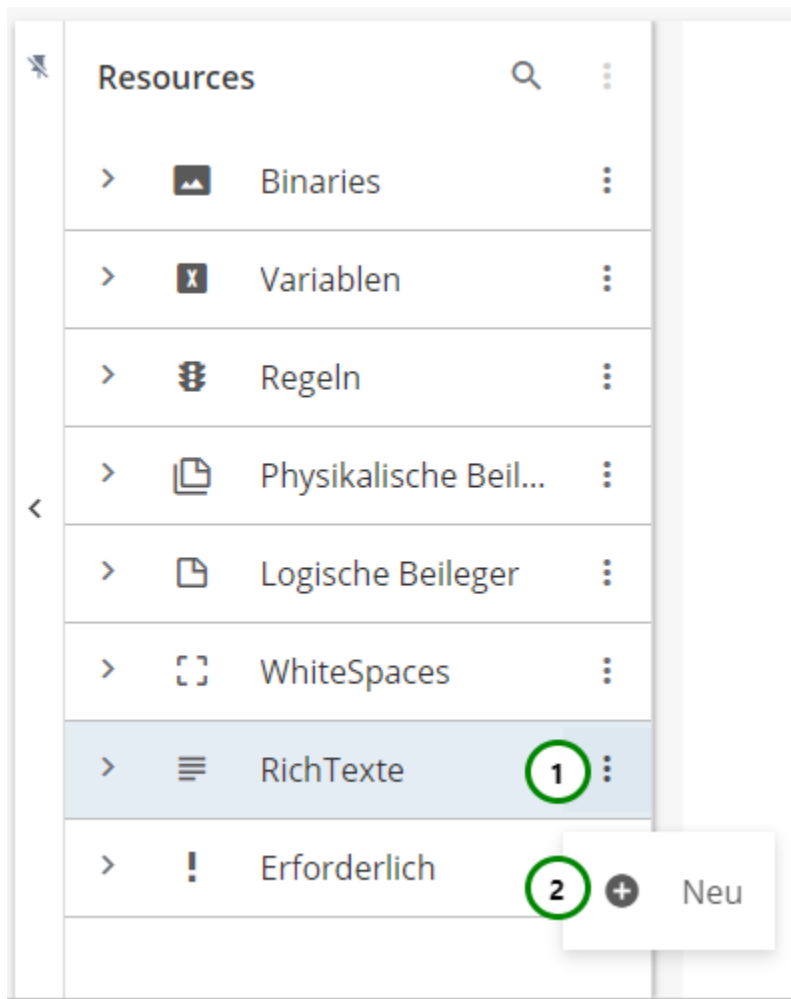 Resources
Binaries
Variablen
Regeln
Physikalische Beil...
Logische Beileger
WhiteSpaces
RichTexte 1
Erforderlich
2 Neu